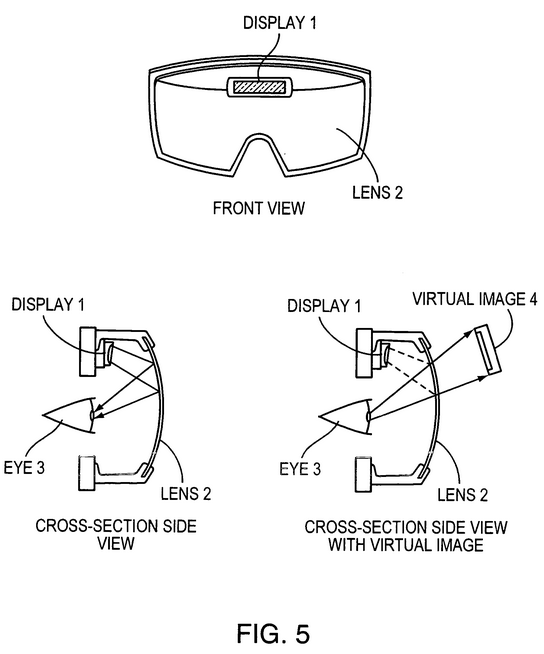 DISPLAY 1
LENS 2
FRONT VIEW
DISPLAY 1
EYE 3
LENS 2
CROSS-SECTION SIDE
VIEW
DISPLAY 1
VIRTUAL IMAGE 4
EYE 3
LENS 2
CROSS-SECTION SIDE VIEW
WITH VIRTUAL IMAGE
FIG. 5